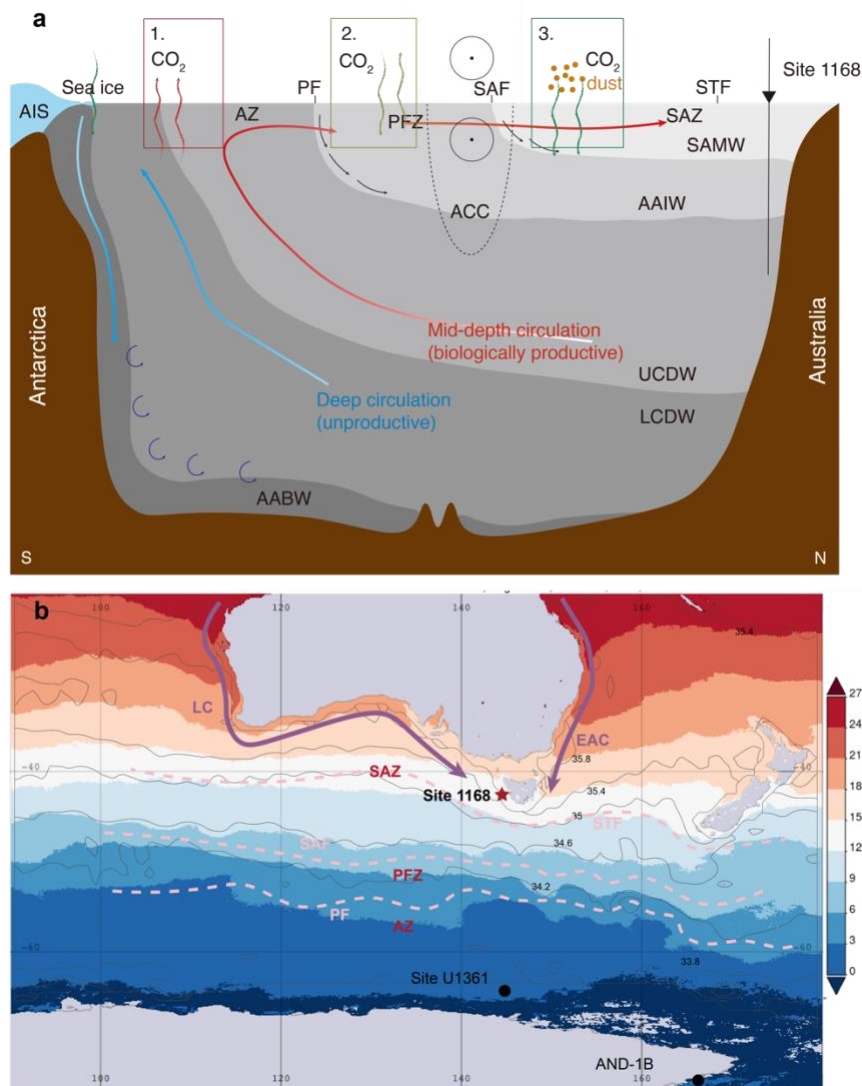 a
1.
CO2
2.
CO2
3.
CO2
dust
Site 1168
Sea ice
PF
SAF
STF
AIS
AZ
PFZ
SAZ
SAMW
ACC
AAIW
Mid-depth circulation
(biologically productive)
UCDW
Deep circulation
(unproductive)
LCDW
AABW
Antarctica
Australia
S
N
b
100
120
140
160
35.4
LC
EAC
35.8
-40
-40
SAZ
Site 1168
35.4
35
STF
SAF
34.6
PFZ
34.2
PF
AZ
-60
-60
33.8
Site U1361
AND-1B
100
120
140
160
27
24
21
18
15
12
9
6
3
0